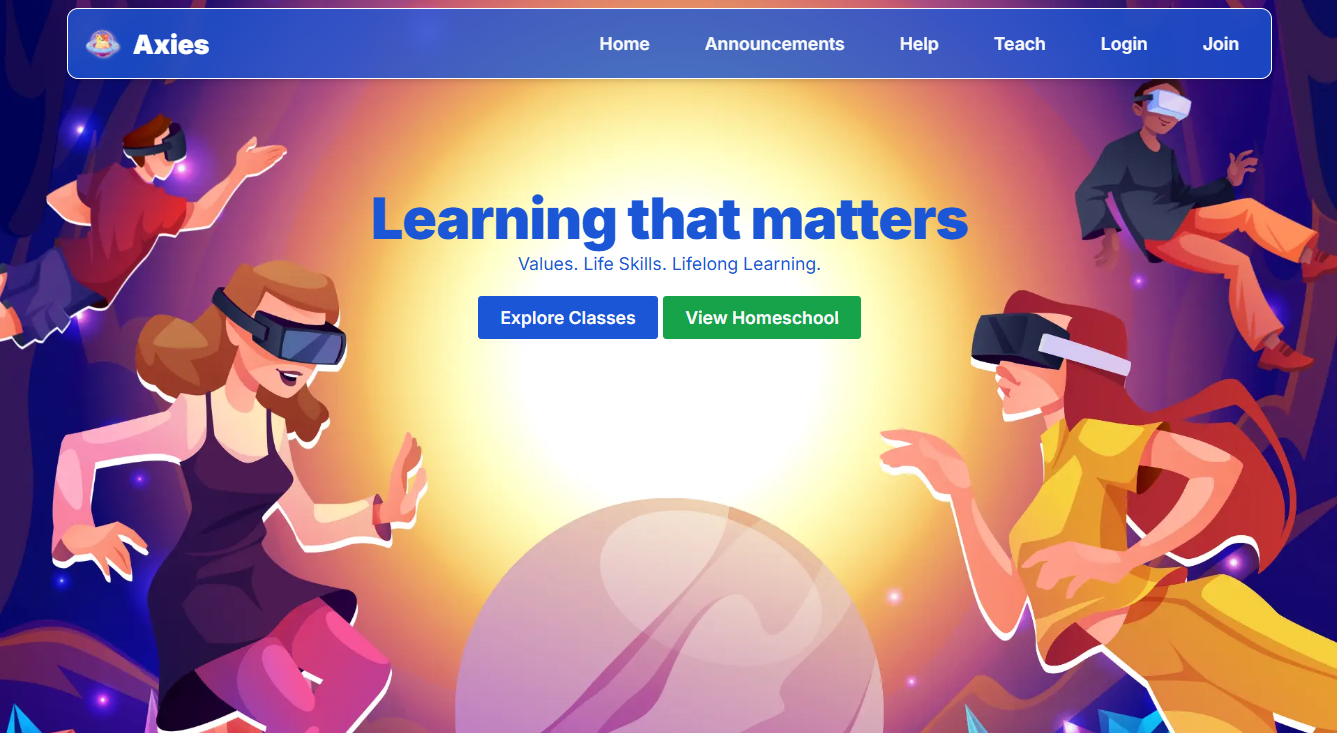 Axies
Home Announcements Help Teach Login Join
Learning that matters
Values. Life Skills. Lifelong Learning.
Explore Classes View Homeschool